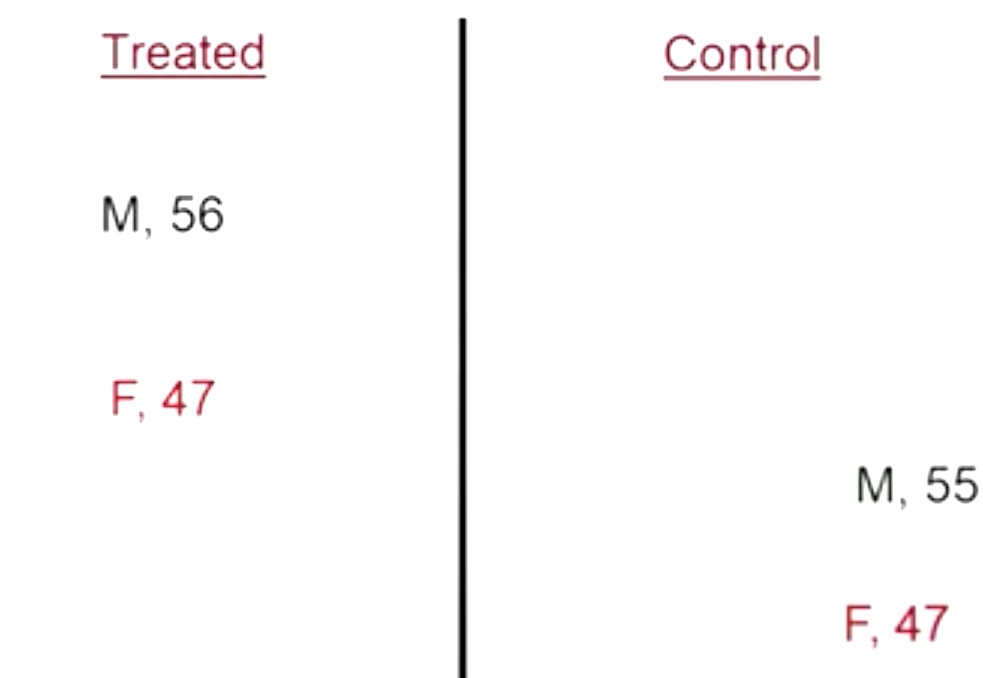 Treated
Control
M, 56
F, 47
M, 55
F, 47